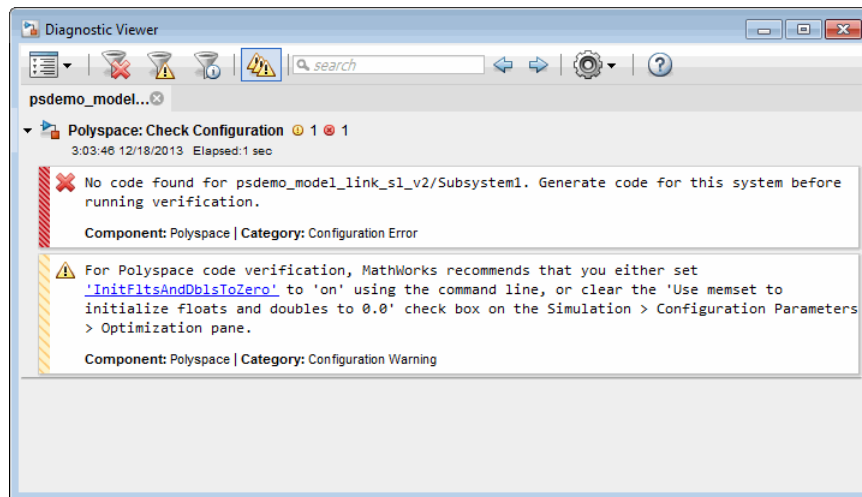 Diagnostic Viewer
search
psdemo_model...
Polyspace: Check Configuration 1 1
3:03:46 12/18/2013 Elapsed:1 sec
No code found for psdemo_model_link_sl_v2/Subsystem1. Generate code for this system before
running verification.
Component: Polyspace | Category: Configuration Error
For Polyspace code verification, MathWorks recommends that you either set
'InitFltsAndDblsToZero' to 'on' using the command line, or clear the 'Use memset to
initialize floats and doubles to 0.0' check box on the Simulation > Configuration Parameters
> Optimization pane.
Component: Polyspace | Category: Configuration Warning